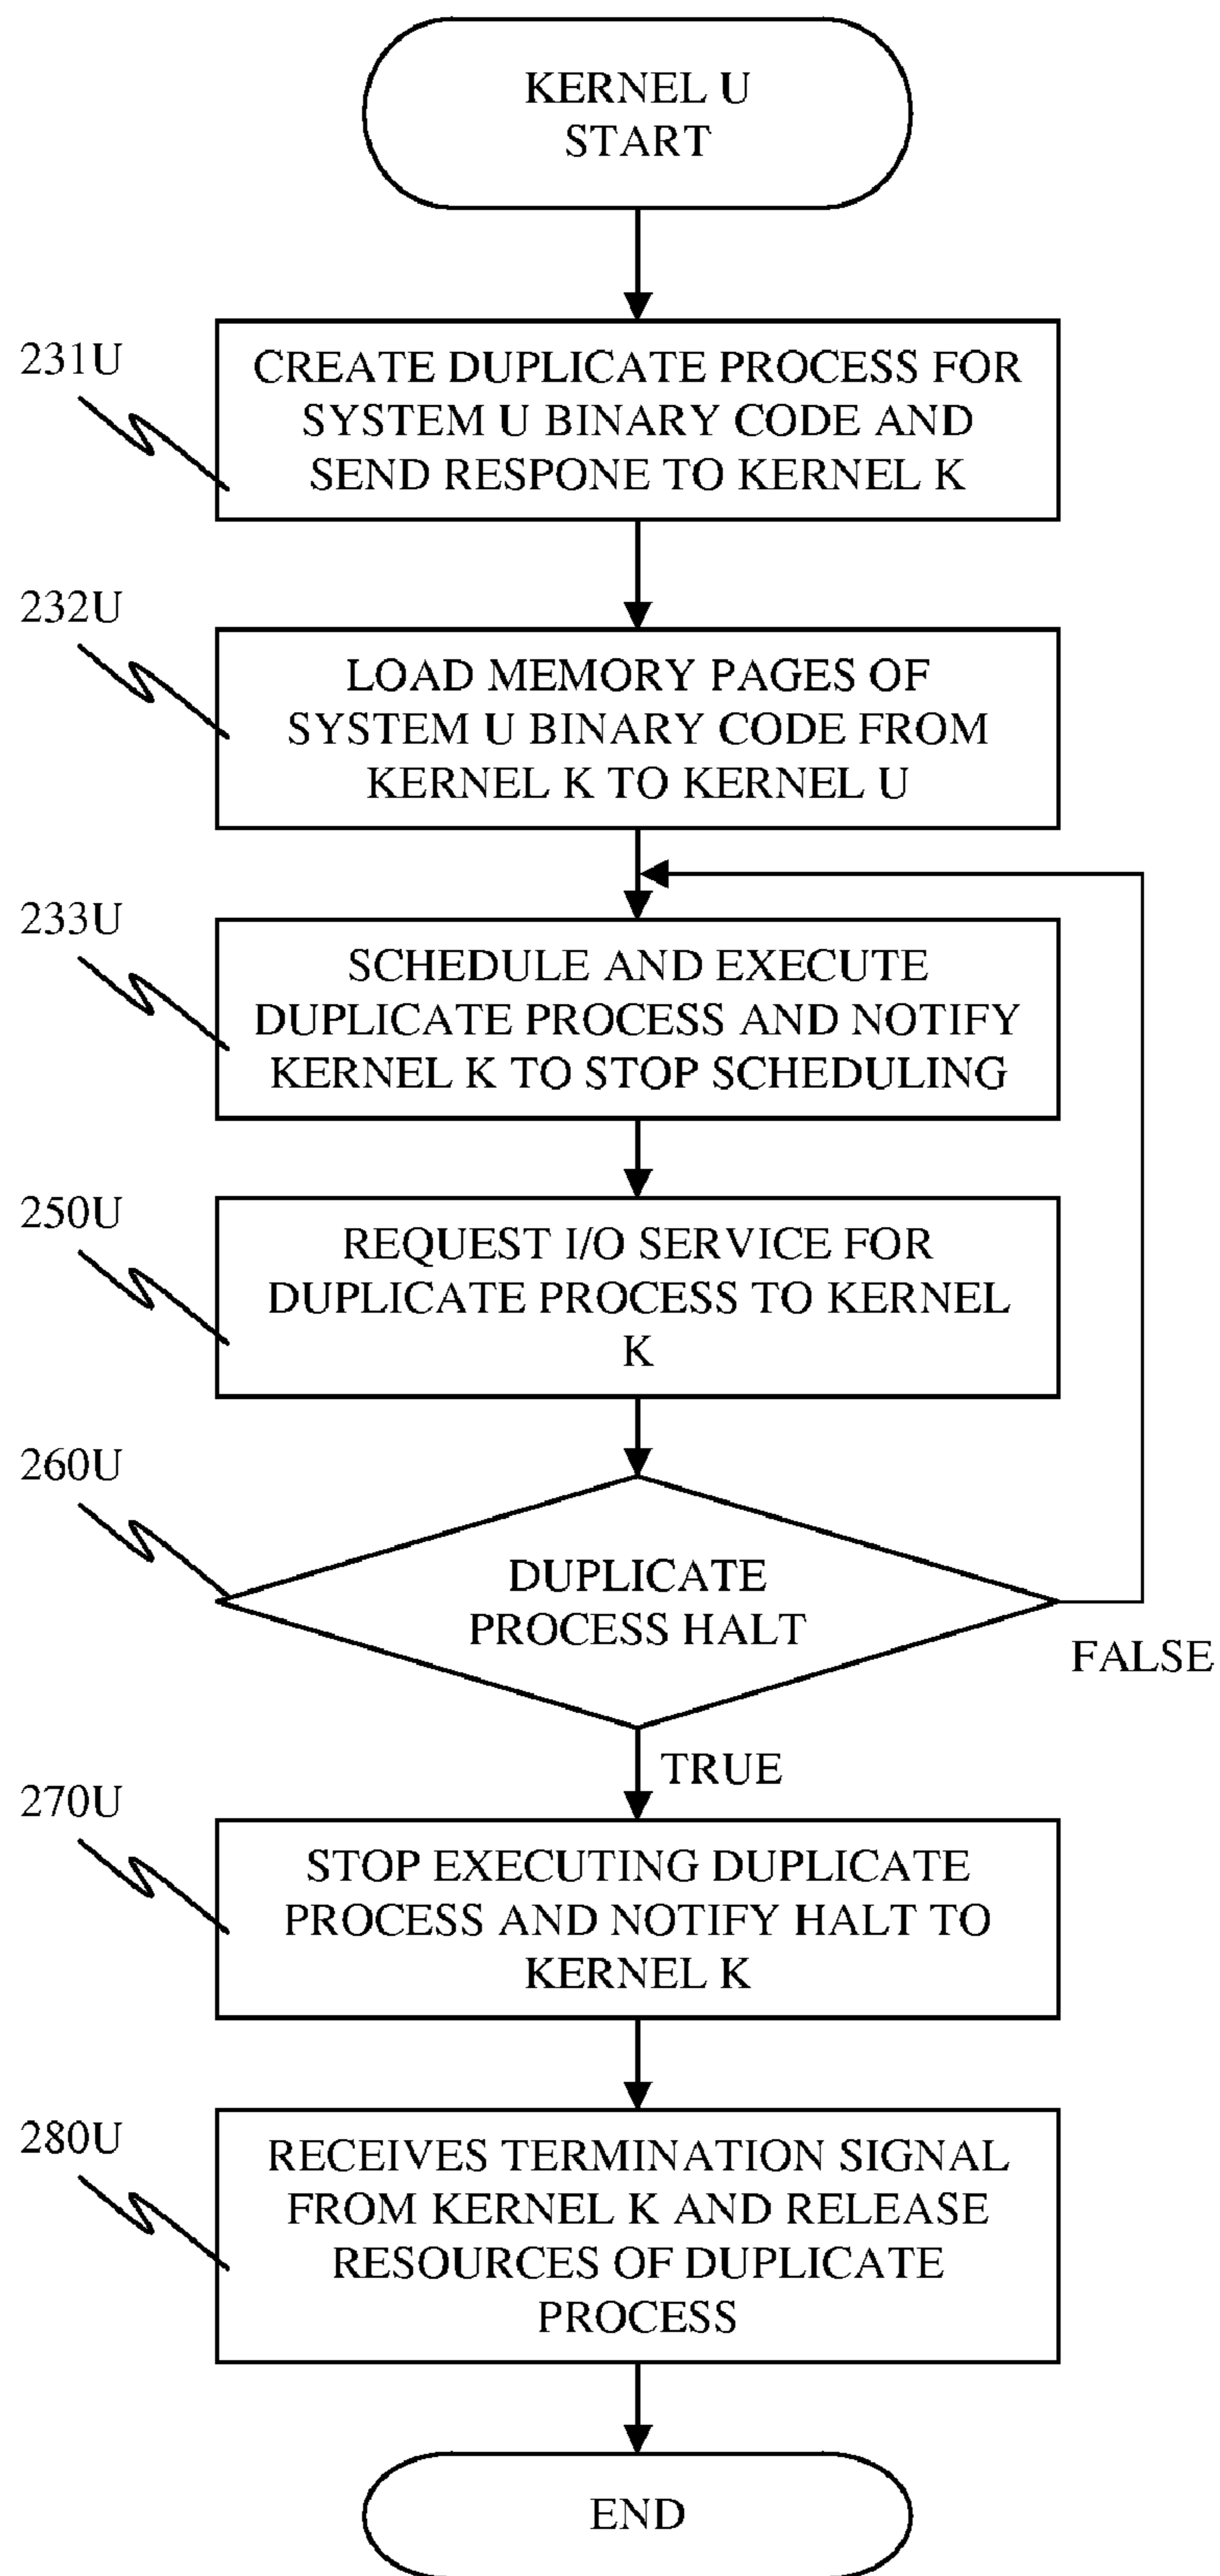 KERNEL U
START
231U
CREATE DUPLICATE PROCESS FOR
SYSTEM U BINARY CODE AND
SEND RESPONE TO KERNEL K
232U
LOAD MEMORY PAGES OF
SYSTEM U BINARY CODE FROM
KERNEL K TO KERNEL U
233U
SCHEDULE AND EXECUTE
DUPLICATE PROCESS AND NOTIFY
KERNEL K TO STOP SCHEDULING
250U
REQUEST I/O SERVICE FOR
DUPLICATE PROCESS TO KERNEL
K
260U
DUPLICATE
PROCESS HALT
FALSE
TRUE
270U
STOP EXECUTING DUPLICATE
PROCESS AND NOTIFY HALT TO
KERNEL K
280U
RECEIVES TERMINATION SIGNAL
FROM KERNEL K AND RELEASE
RESOURCES OF DUPLICATE
PROCESS
END